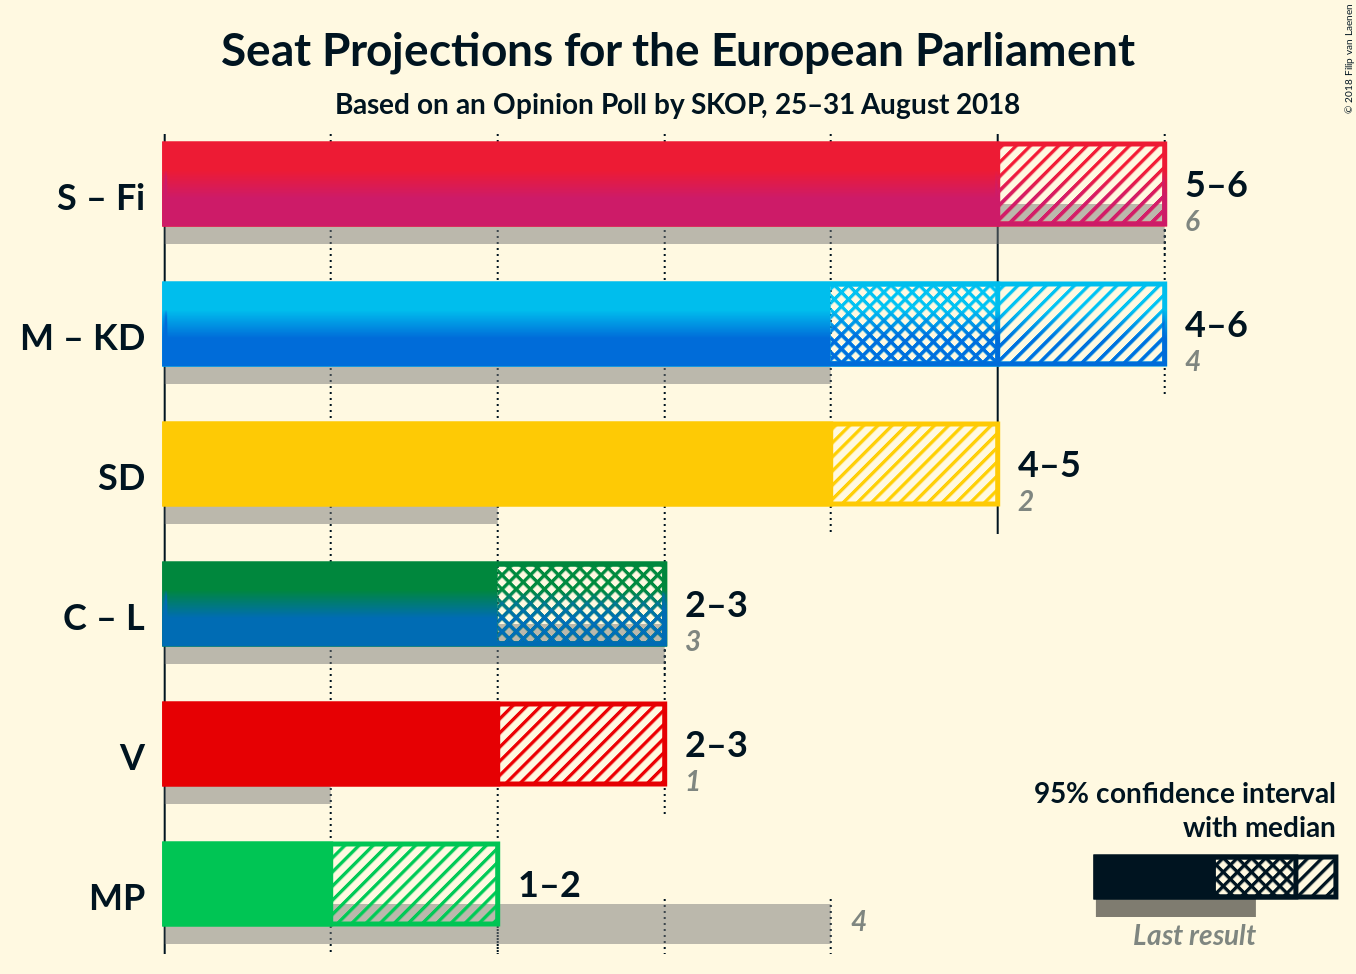 Seat Projections for the European Parliament
Based on an Opinion Poll by SKOP, 25–31 August 2018
© 2018 Filip van Laenen
S – Fi
5–6
6
M – KD
4–6
4
SD
4–5
2
C – L
2–3
3
V
2–3
1
MP
1–2
4
95% confidence interval
with median
Last result